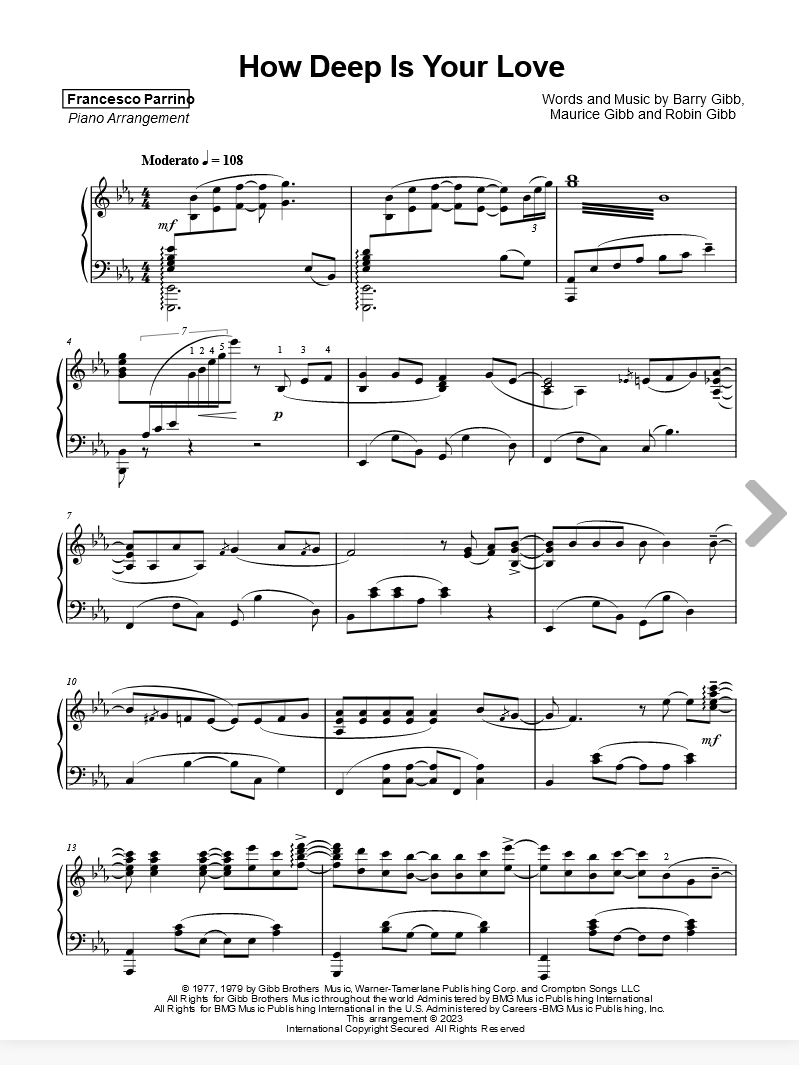 How Deep Is Your Love
Francesco Parrino
Piano Arrangement
Words and Music by Barry Gibb,
Maurice Gibb and Robin Gibb
Moderato ♩ = 108
4
4
4
4
mf
3
4
7
1 2 4 5
1 3 4
p
7
10
mf
13
2
© 1977, 1979 by Gibb Brothers Music, Warner-Tamerlane Publishing Corp. and Crompton Songs LLC
All Rights for Gibb Brothers Music throughout the world Administered by BMG Music Publishing International
All Rights for BMG Music Publishing International in the U.S. Administered by Careers-BMG Music Publishing, Inc.
This arrangement © 2023
International Copyright Secured All Rights Reserved